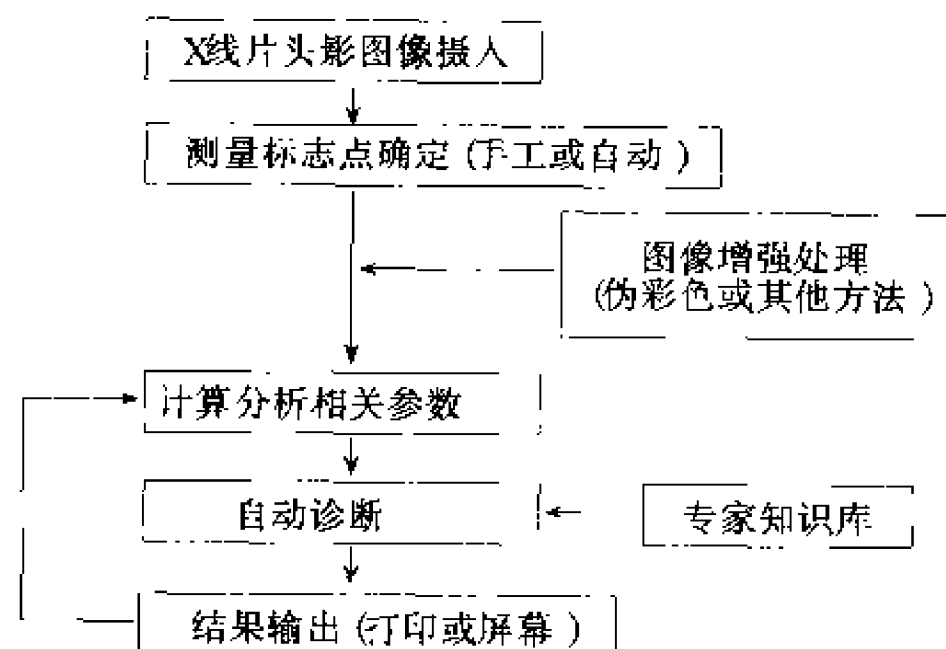 X线片头影图像摄入
测量标志点确定(手工或自动)
图像增强处理
(伪彩色或其他方法)
计算分析相关参数
自动诊断
专家知识库
结果输出(打印或屏幕)